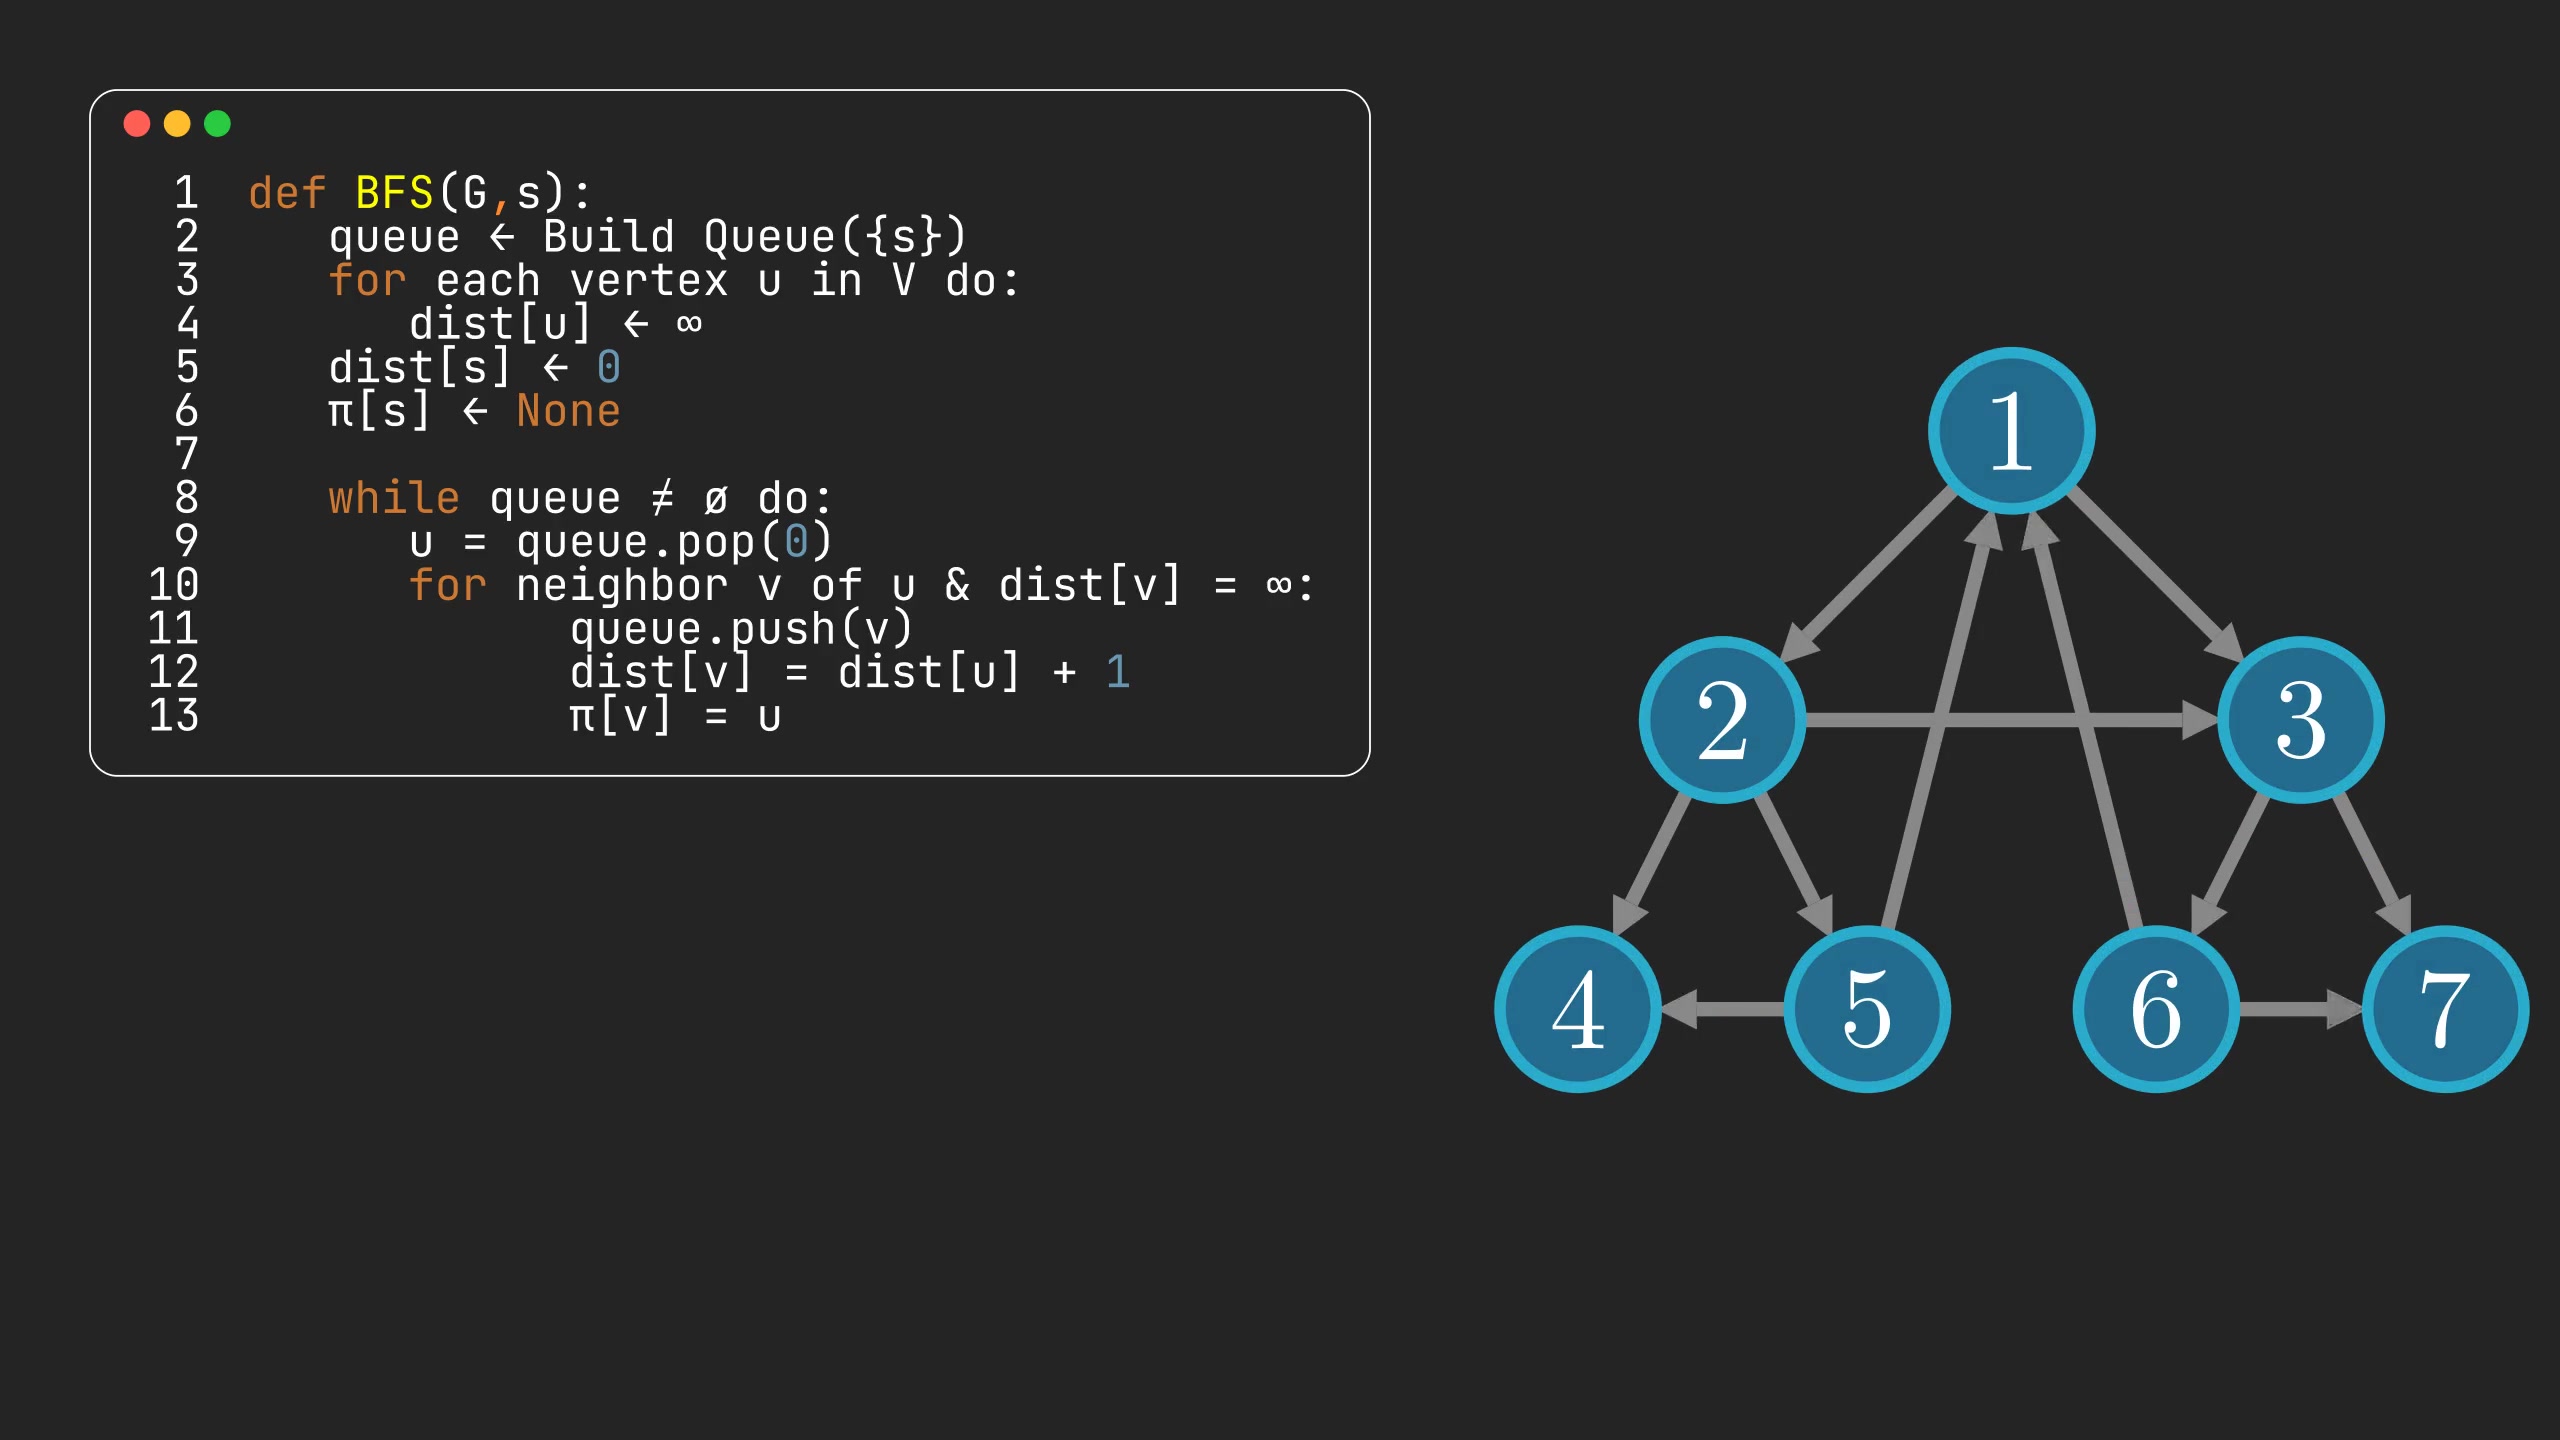 1 def BFS(G,s):
2 queue ← Build Queue({s})
3 for each vertex u in V do:
4 dist[u] ← ∞
5 dist[s] ← 0
6 π[s] ← None
7
8 while queue ≠ ø do:
9 u = queue.pop(0)
10 for neighbor v of u & dist[v] = ∞:
11 queue.push(v)
12 dist[v] = dist[u] + 1
13 π[v] = u
1
2 3
4 5 6 7